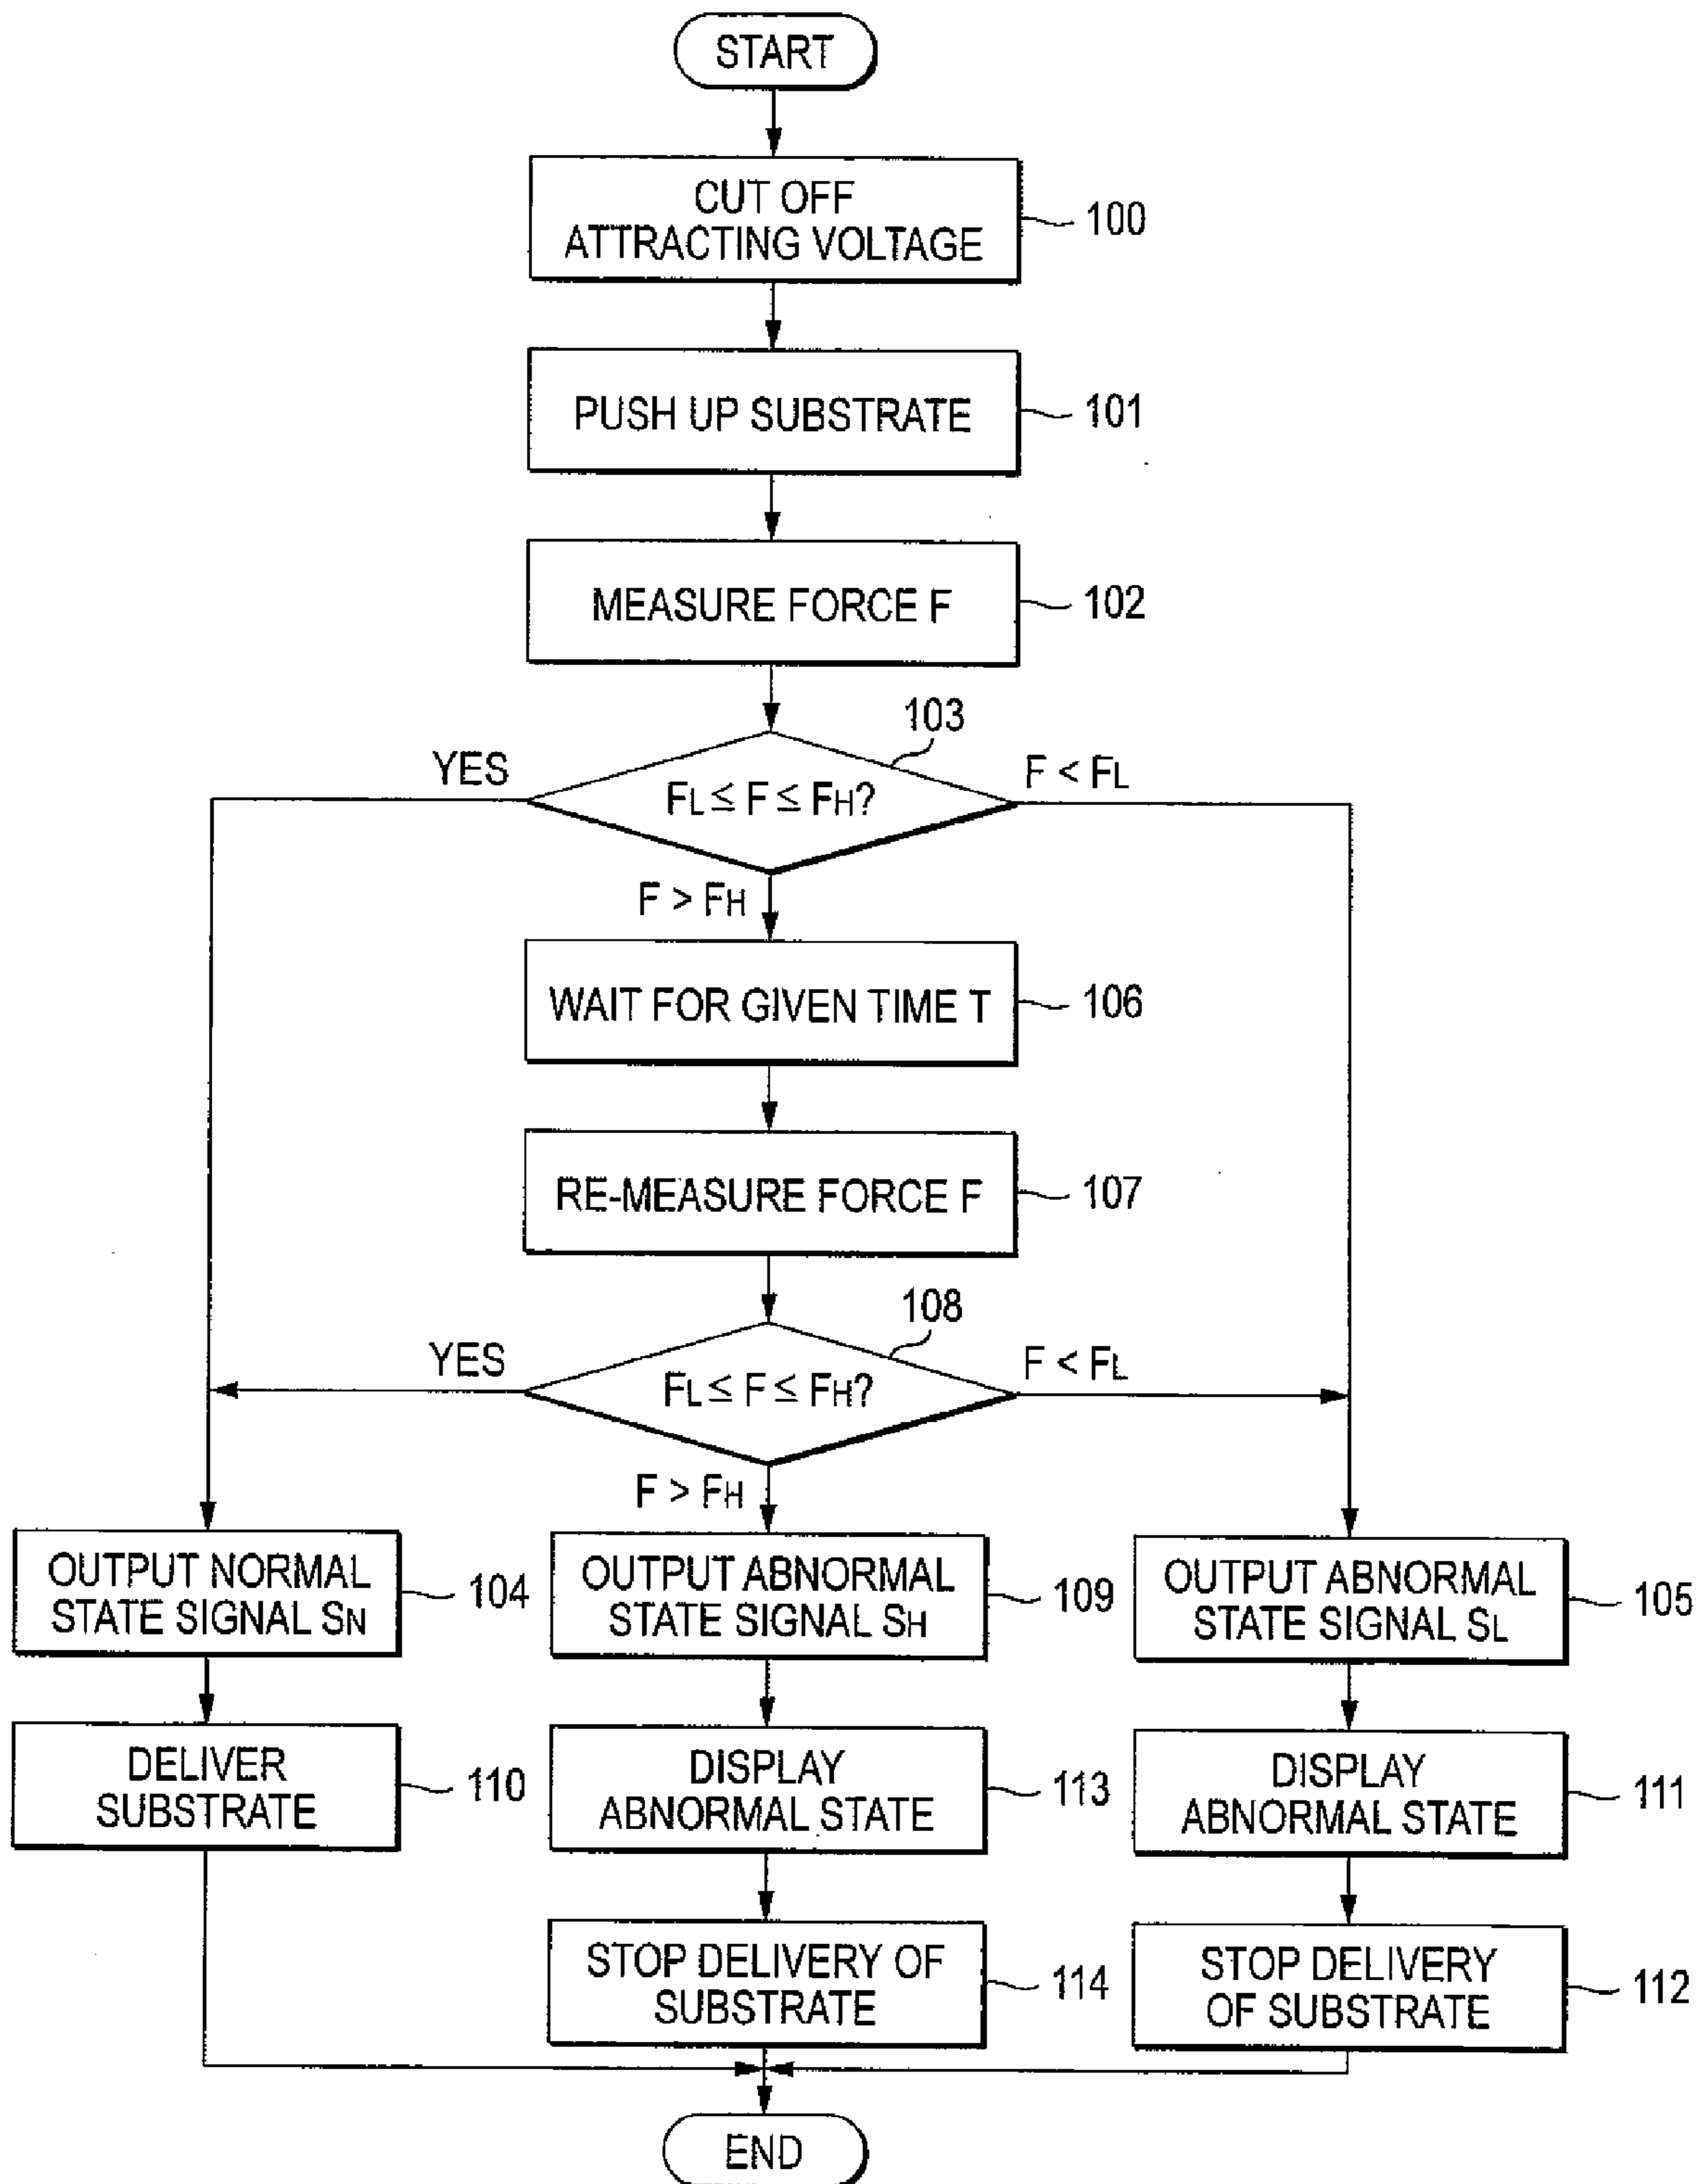 START
CUT OFF
ATTRACTING VOLTAGE
100
PUSH UP SUBSTRATE
101
MEASURE FORCE F
102
103
YES
FL ≤ F ≤ FH?
F < FL
F > FH
WAIT FOR GIVEN TIME T
106
RE-MEASURE FORCE F
107
108
YES
FL ≤ F ≤ FH?
F < FL
F > FH
OUTPUT NORMAL
STATE SIGNAL SN
104
OUTPUT ABNORMAL
STATE SIGNAL SH
109
OUTPUT ABNORMAL
STATE SIGNAL SL
105
DELIVER
SUBSTRATE
110
DISPLAY
ABNORMAL STATE
113
DISPLAY
ABNORMAL STATE
111
STOP DELIVERY OF
SUBSTRATE
114
STOP DELIVERY
OF SUBSTRATE
112
END